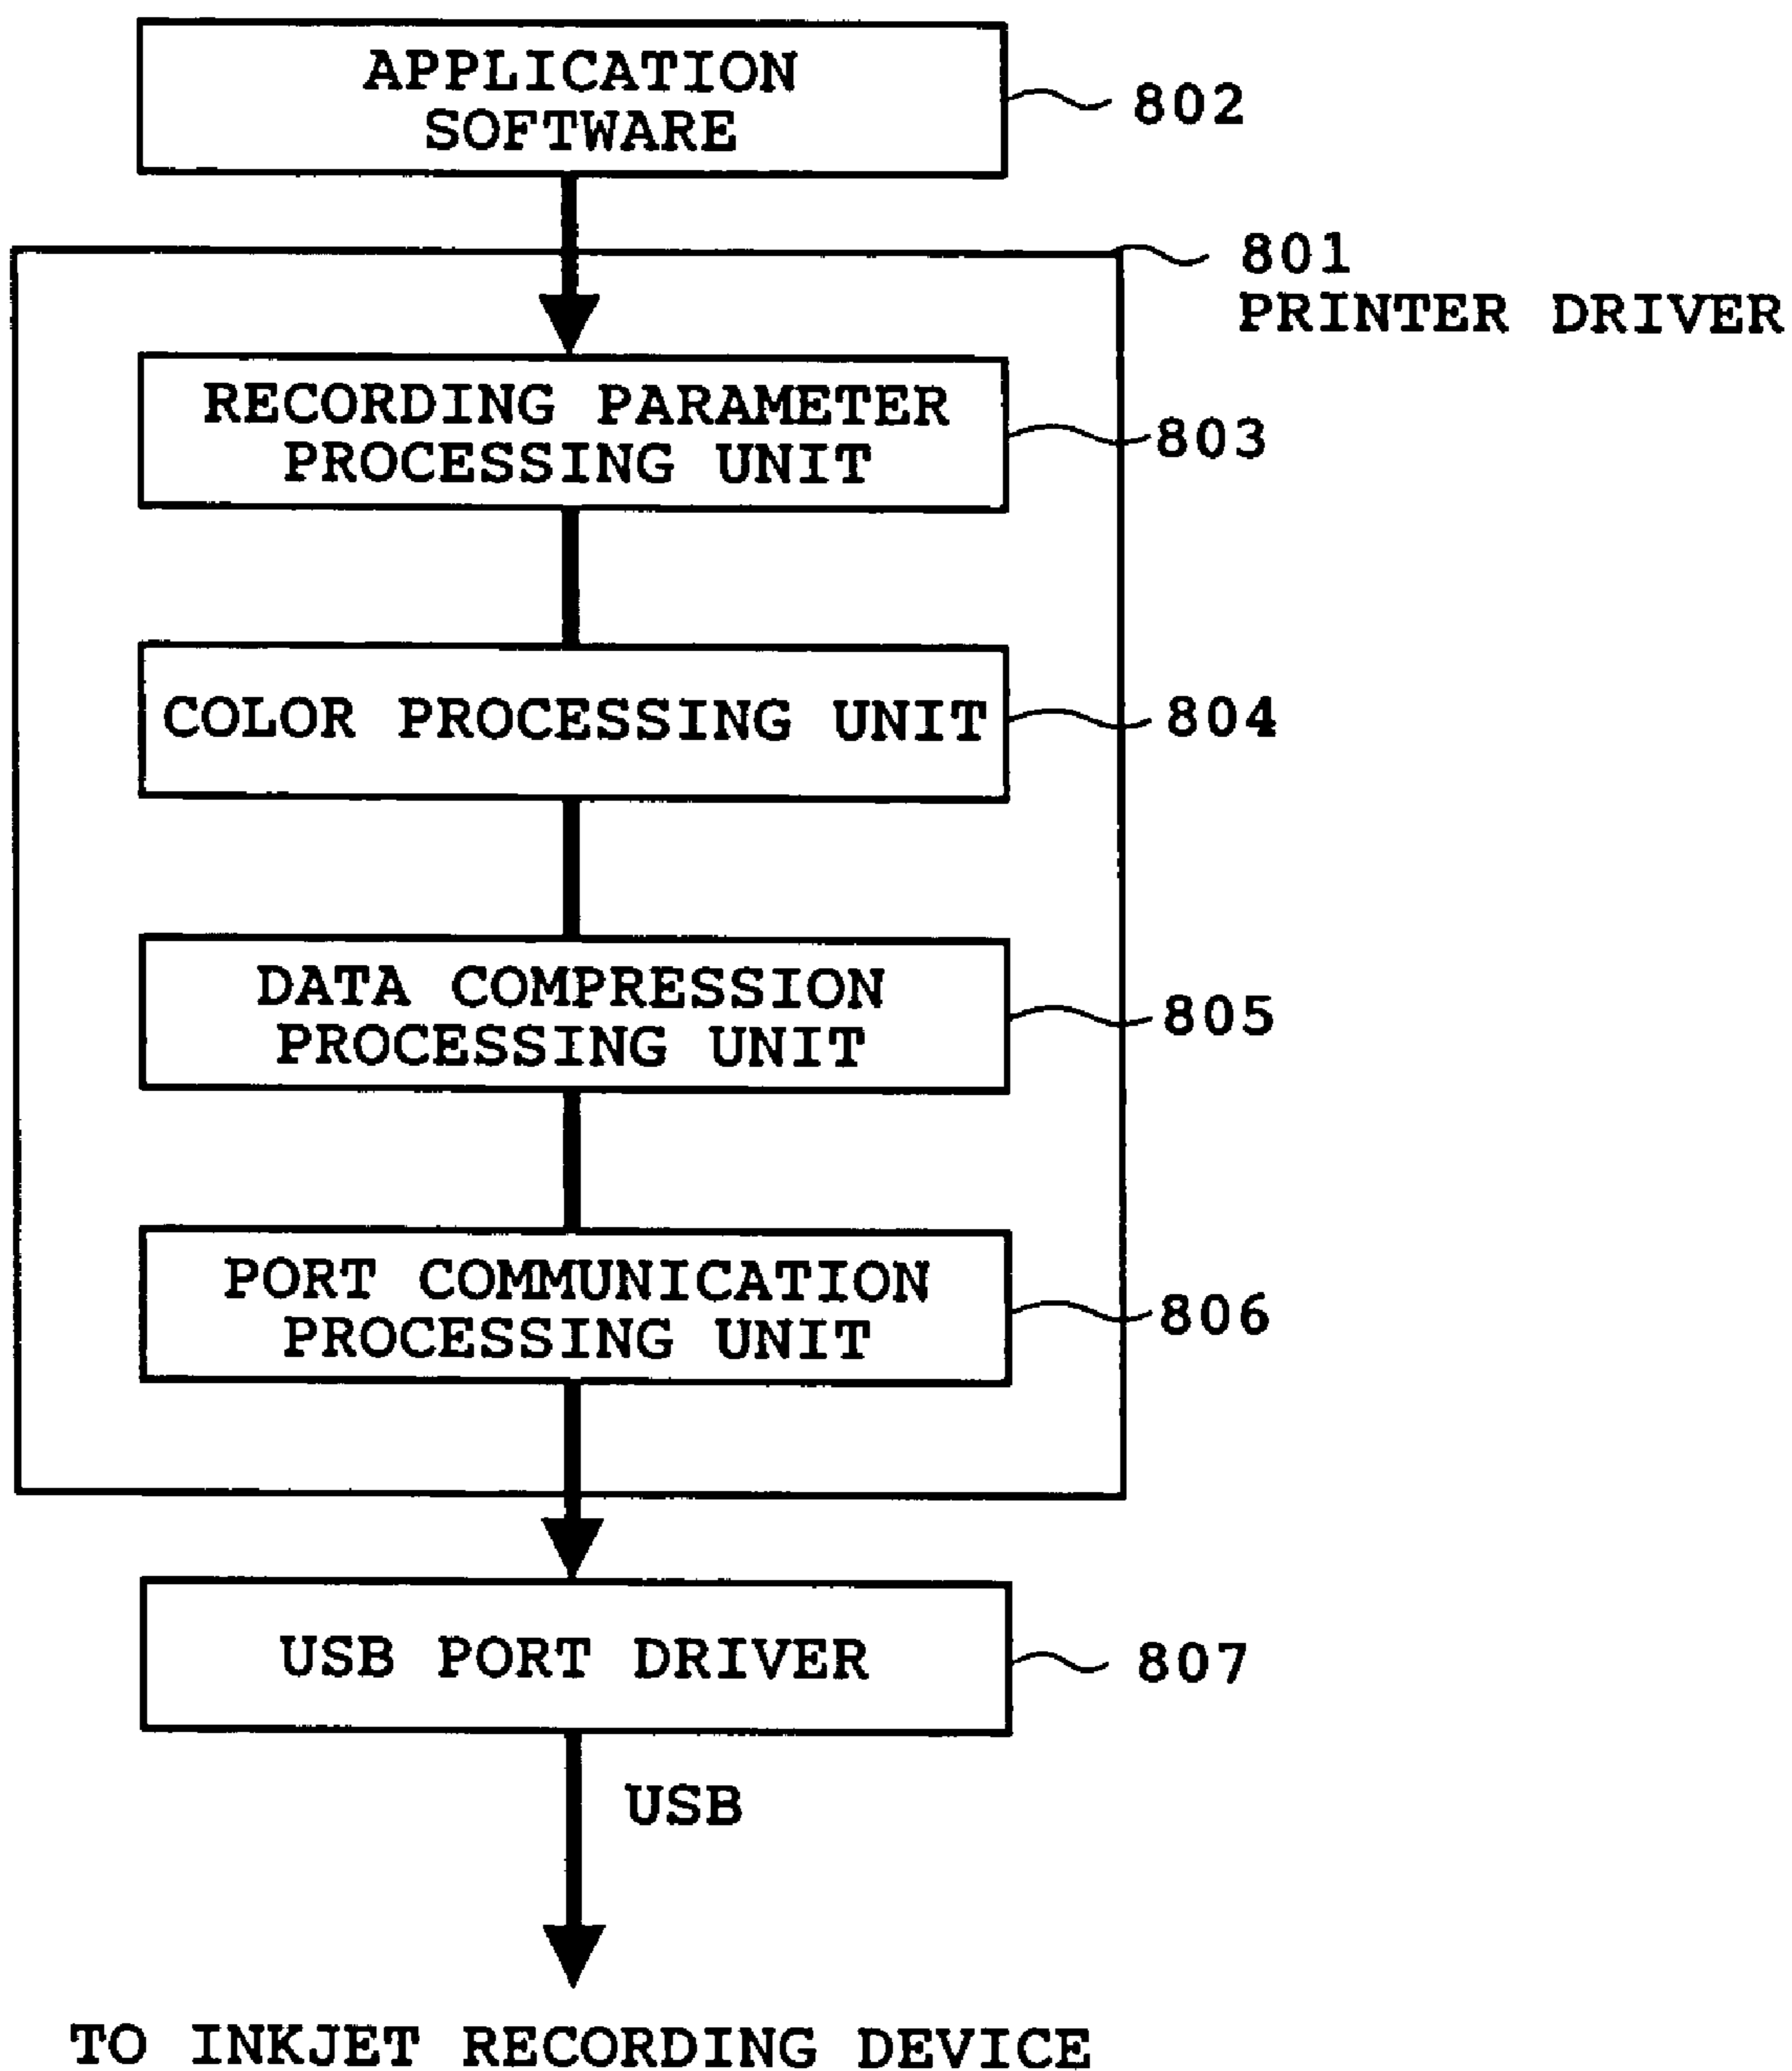 APPLICATION
SOFTWARE
802
801
PRINTER DRIVER
RECORDING PARAMETER
PROCESSING UNIT
803
COLOR PROCESSING UNIT
804
DATA COMPRESSION
PROCESSING UNIT
805
PORT COMMUNICATION
PROCESSING UNIT
806
USB PORT DRIVER
807
USB
TO INKJET RECORDING DEVICE